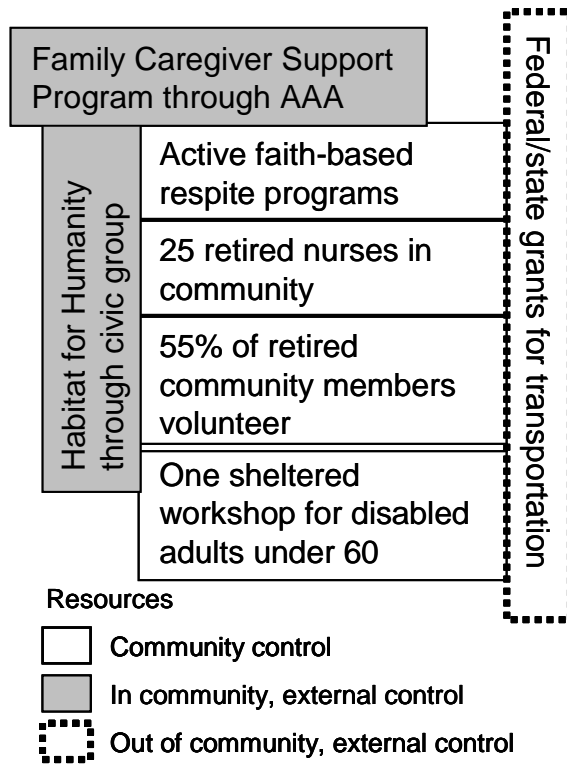 Family Caregiver Support
Program through AAA
Federal/state grants for transportation
Habitat for Humanity
through civic group
Active faith-based
respite programs
25 retired nurses in
community
55% of retired
community members
volunteer
One sheltered
workshop for disabled
adults under 60
Resources
Community control
In community, external control
Out of community, external control